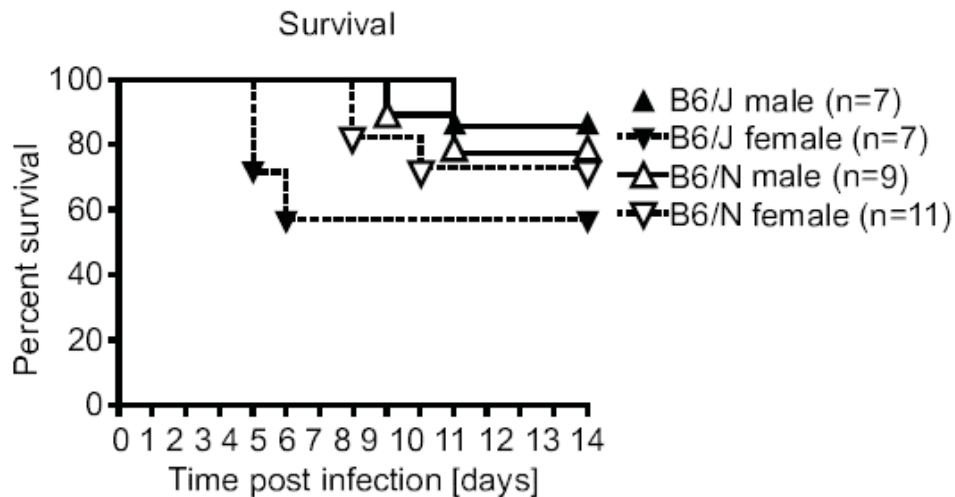 Survival
100
80
60
40
20
0
Percent survival
0 1 2 3 4 5 6 7 8 9 10 11 12 13 14
Time post infection [days]
B6/J male (n=7)
B6/J female (n=7)
B6/N male (n=9)
B6/N female (n=11)